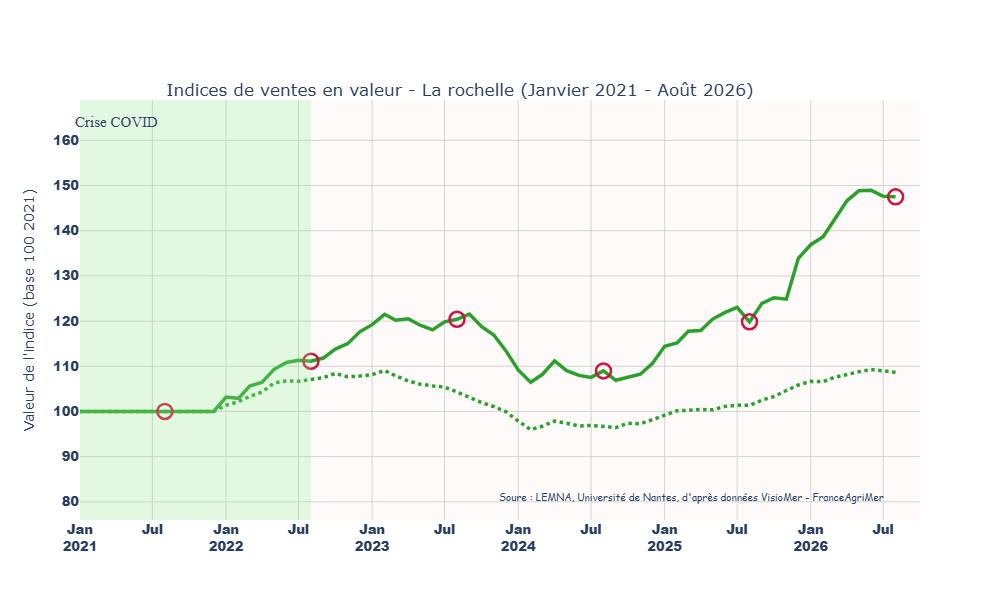 Indices de ventes en valeur - La rochelle (Janvier 2021 - Août 2026)
Crise COVID
Valeur de l'indice (base 100 2021)
160
150
140
130
120
110
100
90
80
Soure : LEMNA, Université de Nantes, d'après données VisioMer - FranceAgriMer
Jan Jul Jan Jul Jan Jul Jan Jul Jan Jul Jan Jul
2021 2022 2023 2024 2025 2026